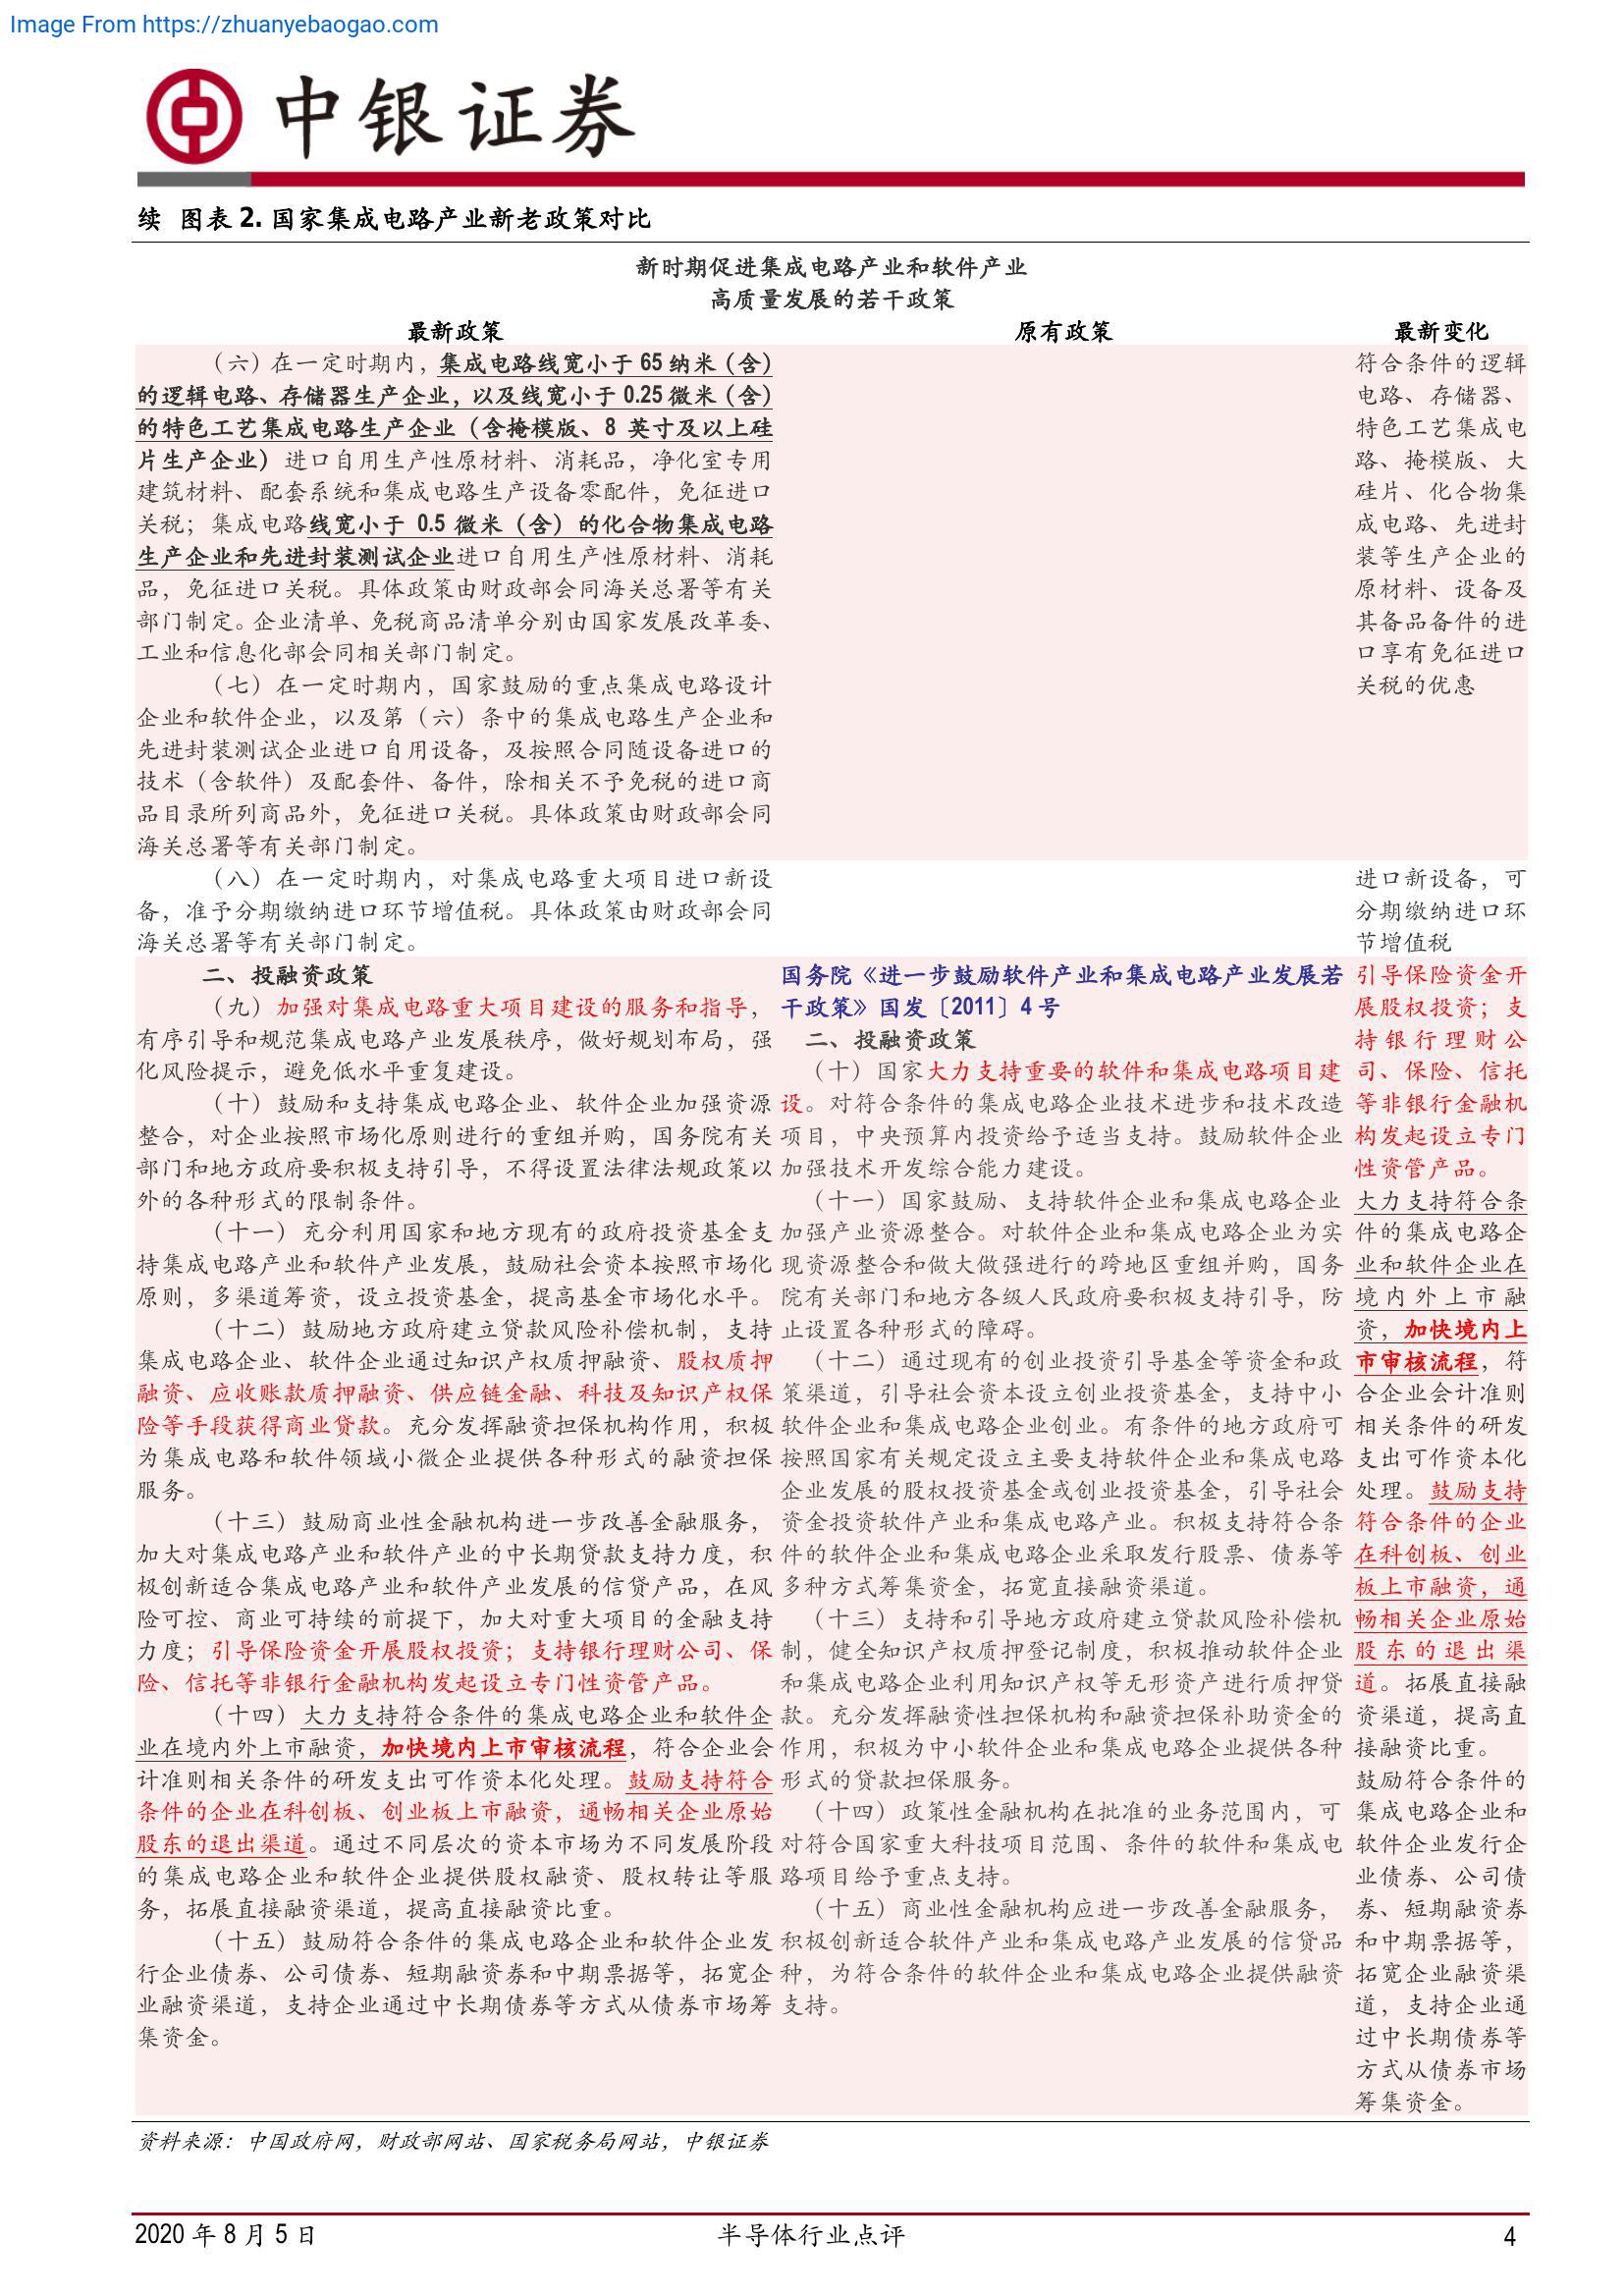 Image From https://zhuanyebaogao.com
中银证券
续 图表 2. 国家集成电路产业新老政策对比
新时期促进集成电路产业和软件产业
高质量发展的若干政策
最新政策
原有政策
最新变化
（六）在一定时期内，集成电路线宽小于 65 纳米（含）
的逻辑电路、存储器生产企业，以及线宽小于 0.25 微米（含）
的特色工艺集成电路生产企业（含掩模版、8 英寸及以上硅
片生产企业）进口自用生产性原材料、消耗品，净化室专用
建筑材料、配套系统和集成电路生产设备零配件，免征进口
关税；集成电路线宽小于 0.5 微米（含）的化合物集成电路
生产企业和先进封装测试企业进口自用生产性原材料、消耗
品，免征进口关税。具体政策由财政部会同海关总署等有关
部门制定。企业清单、免税商品清单分别由国家发展改革委、
工业和信息化部会同相关部门制定。
（七）在一定时期内，国家鼓励的重点集成电路设计
企业和软件企业，以及第（六）条中的集成电路生产企业和
先进封装测试企业进口自用设备，及按照合同随设备进口的
技术（含软件）及配套件、备件，除相关不予免税的进口商
品目录所列商品外，免征进口关税。具体政策由财政部会同
海关总署等有关部门制定。
符合条件的逻辑
电路、存储器、
特色工艺集成电
路、掩模版、大
硅片、化合物集
成电路、先进封
装等生产企业的
原材料、设备及
其备品备件的进
口享有免征进口
关税的优惠
（八）在一定时期内，对集成电路重大项目进口新设
备，准予分期缴纳进口环节增值税。具体政策由财政部会同
海关总署等有关部门制定。
进口新设备，可
分期缴纳进口环
节增值税
二、投融资政策
（九）加强对集成电路重大项目建设的服务和指导，
有序引导和规范集成电路产业发展秩序，做好规划布局，强
化风险提示，避免低水平重复建设。
（十）鼓励和支持集成电路企业、软件企业加强资源
整合，对企业按照市场化原则进行的重组并购，国务院有关
部门和地方政府要积极支持引导，不得设置法律法规政策以
外的各种形式的限制条件。
（十一）充分利用国家和地方现有的政府投资基金支
持集成电路产业和软件产业发展，鼓励社会资本按照市场化
原则，多渠道筹资，设立投资基金，提高基金市场化水平。
（十二）鼓励地方政府建立贷款风险补偿机制，支持
集成电路企业、软件企业通过知识产权质押融资、股权质押
融资、应收账款质押融资、供应链金融、科技及知识产权保
险等手段获得商业贷款。充分发挥融资担保机构作用，积极
为集成电路和软件领域小微企业提供各种形式的融资担保
服务。
（十三）鼓励商业性金融机构进一步改善金融服务，
加大对集成电路产业和软件产业的中长期贷款支持力度，积
极创新适合集成电路产业和软件产业发展的信贷产品，在风
险可控、商业可持续的前提下，加大对重大项目的金融支持
力度；引导保险资金开展股权投资；支持银行理财公司、保
险、信托等非银行金融机构发起设立专门性资管产品。
（十四）大力支持符合条件的集成电路企业和软件企
业在境内外上市融资，加快境内上市审核流程，符合企业会
计准则相关条件的研发支出可作资本化处理。鼓励支持符合
条件的企业在科创板、创业板上市融资，通畅相关企业原始
股东的退出渠道。通过不同层次的资本市场为不同发展阶段
的集成电路企业和软件企业提供股权融资、股权转让等服
务，拓展直接融资渠道，提高直接融资比重。
（十五）鼓励符合条件的集成电路企业和软件企业发
行企业债券、公司债券、短期融资券和中期票据等，拓宽企
业融资渠道，支持企业通过中长期债券等方式从债券市场筹
集资金。
国务院《进一步鼓励软件产业和集成电路产业发展若
干政策》国发〔2011〕4 号
二、投融资政策
（十）国家大力支持重要的软件和集成电路项目建
设。对符合条件的集成电路企业技术进步和技术改造
项目，中央预算内投资给予适当支持。鼓励软件企业
加强技术开发综合能力建设。
（十一）国家鼓励、支持软件企业和集成电路企业
加强产业资源整合。对软件企业和集成电路企业为实
现资源整合和做大做强进行的跨地区重组并购，国务
院有关部门和地方各级人民政府要积极支持引导，防
止设置各种形式的障碍。
（十二）通过现有的创业投资引导基金等资金和政
策渠道，引导社会资本设立创业投资基金，支持中小
软件企业和集成电路企业创业。有条件的地方政府可
按照国家有关规定设立主要支持软件企业和集成电路
企业发展的股权投资基金或创业投资基金，引导社会
资金投资软件产业和集成电路产业。积极支持符合条
件的软件企业和集成电路企业采取发行股票、债券等
多种方式筹集资金，拓宽直接融资渠道。
（十三）支持和引导地方政府建立贷款风险补偿机
制，健全知识产权质押登记制度，积极推动软件企业
和集成电路企业利用知识产权等无形资产进行质押贷
款。充分发挥融资性担保机构和融资担保补助资金的
作用，积极为中小软件企业和集成电路企业提供各种
形式的贷款担保服务。
（十四）政策性金融机构在批准的业务范围内，可
对符合国家重大科技项目范围、条件的软件和集成电
路项目给予重点支持。
（十五）商业性金融机构应进一步改善金融服务，
积极创新适合软件产业和集成电路产业发展的信贷品
种，为符合条件的软件企业和集成电路企业提供融资
支持。
引导保险资金开
展股权投资；支
持银行理财公
司、保险、信托
等非银行金融机
构发起设立专门
性资管产品。
大力支持符合条
件的集成电路企
业和软件企业在
境内外上市融
资，加快境内上
市审核流程，符
合企业会计准则
相关条件的研发
支出可作资本化
处理。鼓励支持
符合条件的企业
在科创板、创业
板上市融资，通
畅相关企业原始
股东的退出渠
道。拓展直接融
资渠道，提高直
接融资比重。
鼓励符合条件的
集成电路企业和
软件企业发行企
业债券、公司债
券、短期融资券
和中期票据等，
拓宽企业融资渠
道，支持企业通
过中长期债券等
方式从债券市场
筹集资金。
资料来源：中国政府网，财政部网站、国家税务局网站，中银证券
2020 年 8 月 5 日
半导体行业点评
4